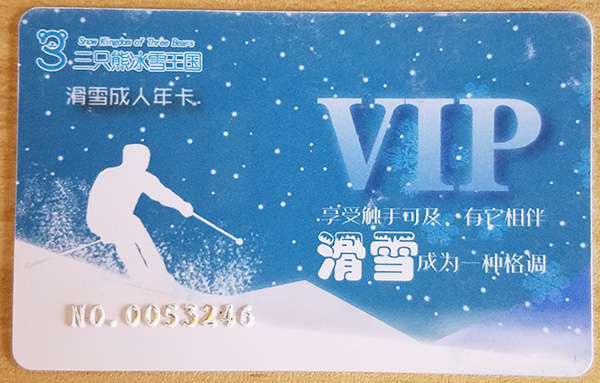 Snow Kingdom of Three Bears
三只熊冰雪王国
滑雪成人年卡
VIP
享受触手可及,有它相伴
滑雪成为一种格调
NO.0053246